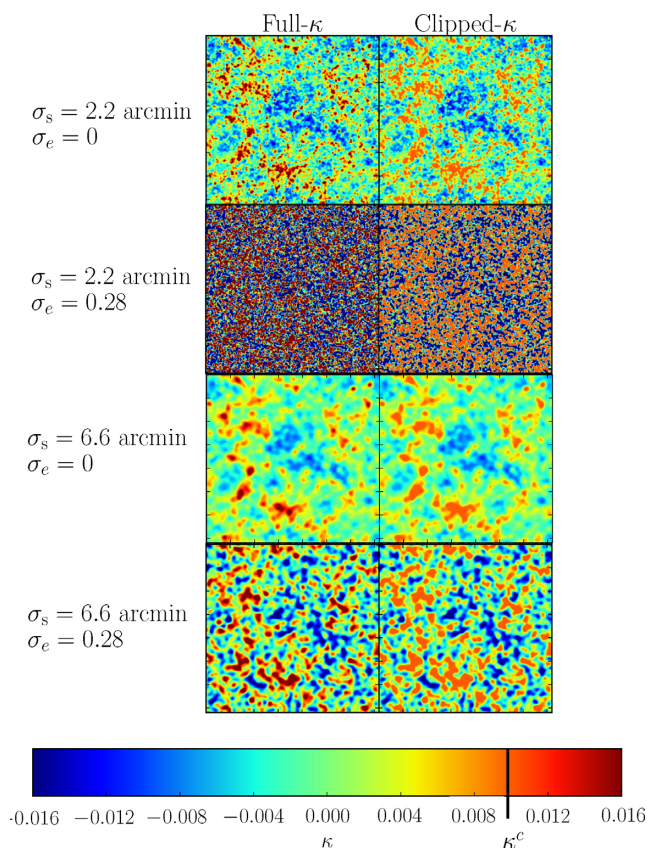 Full-κ Clipped-κ
σs = 2.2 arcmin
σe = 0
σs = 2.2 arcmin
σe = 0.28
σs = 6.6 arcmin
σe = 0
σs = 6.6 arcmin
σe = 0.28
-0.016 −0.012 −0.008 −0.004 0.000 0.004 0.008 0.012 0.016
κ κᶜ